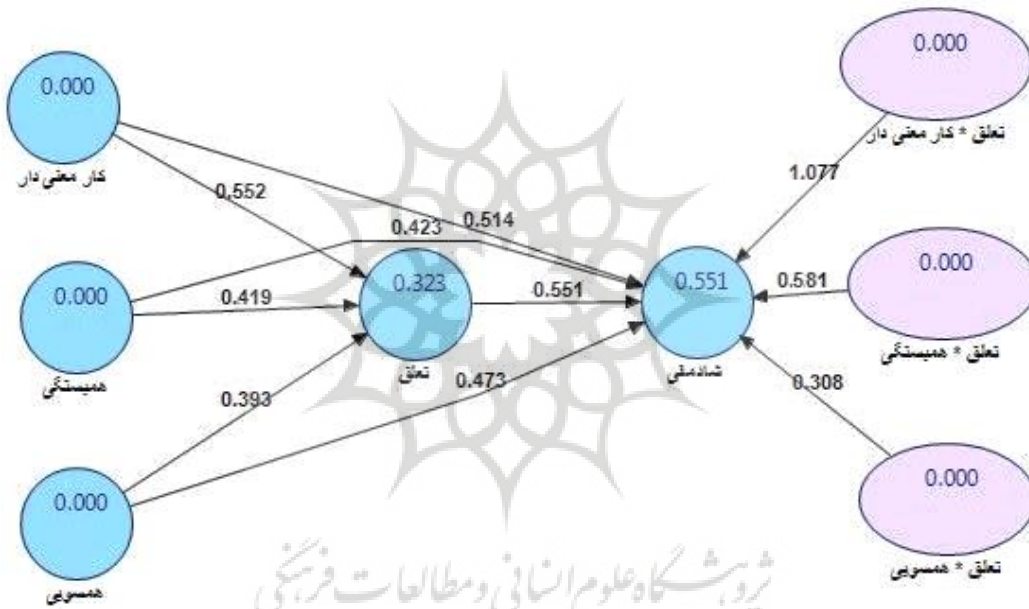 0.000
کار معنی دار
0.000
همبستگی
0.000
همسویی
0.552
0.423
0.419
0.393
0.514
0.473
0.323
تعلق
0.551
0.551
شادمقی
1.077
0.581
0.308
0.000
تعلق * کار معنی دار
0.000
تعلق * همبستگی
0.000
تعلق * همسویی
پژوهشگاه علوم انسانی و مطالعات فرهنگی